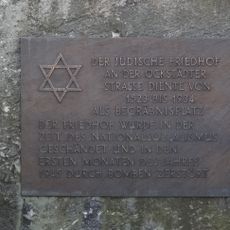 DER JÜDISCHE FRIEDHOF
AN DER OCKSTÄDTER
STRASSE DIENTE VON
BIS 1934
ALS BEGRÄBNISPLATZ
DER FRIEDHOF WURDE IN DER
ZEIT DES NATIONALSOZIALISMUS
GESCHÄNDET UND IN DEN
ERSTEN MONATEN DES JAHRES
1945 DURCH BOMBEN ZERSTÖRT